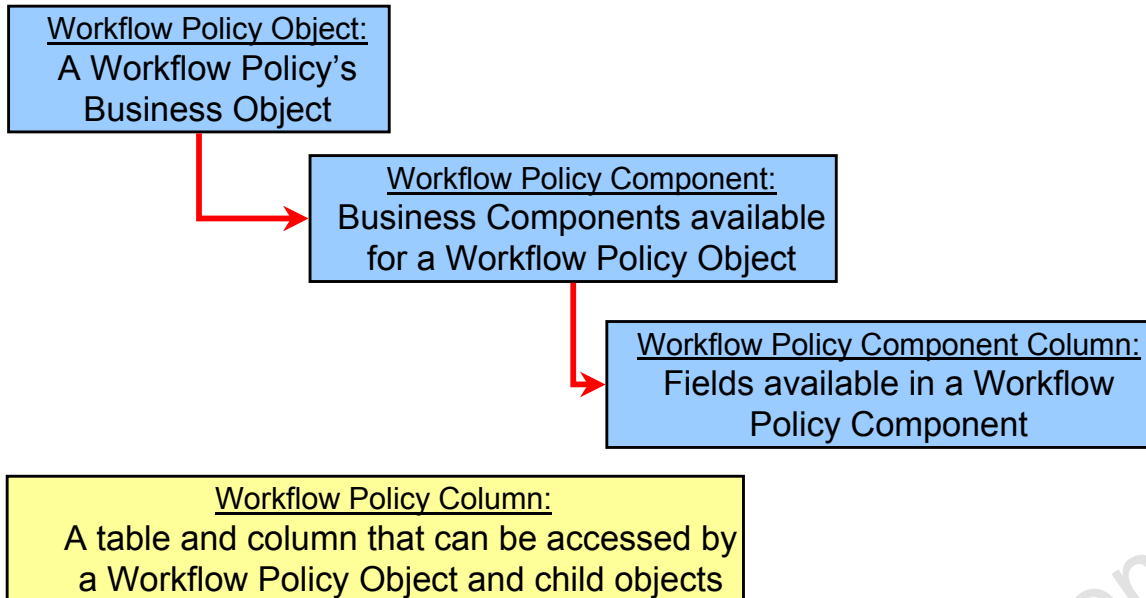 Workflow Policy Object:
A Workflow Policy’s
Business Object
Workflow Policy Component:
Business Components available
for a Workflow Policy Object
Workflow Policy Component Column:
Fields available in a Workflow
Policy Component
Workflow Policy Column:
A table and column that can be accessed by
a Workflow Policy Object and child objects